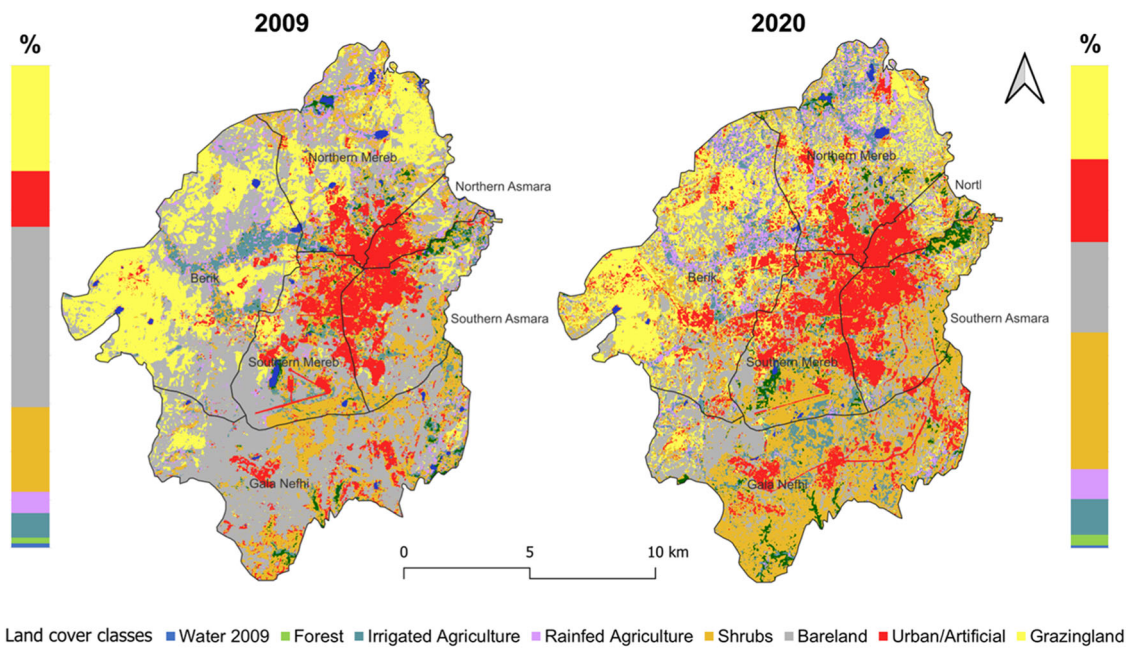 2009
2020
%
%
Northern Mereb
Northern Asmara
Berik
Southern Asmara
Southern Mereb
Gala Nefhi
Northern Mereb
Nortl
Berik
Southern Asmara
Southern Mereb
Gala Nefhi
0 5 10 km
Land cover classes Water 2009 Forest Irrigated Agriculture Rainfed Agriculture Shrubs Bareland Urban/Artificial Grazingland